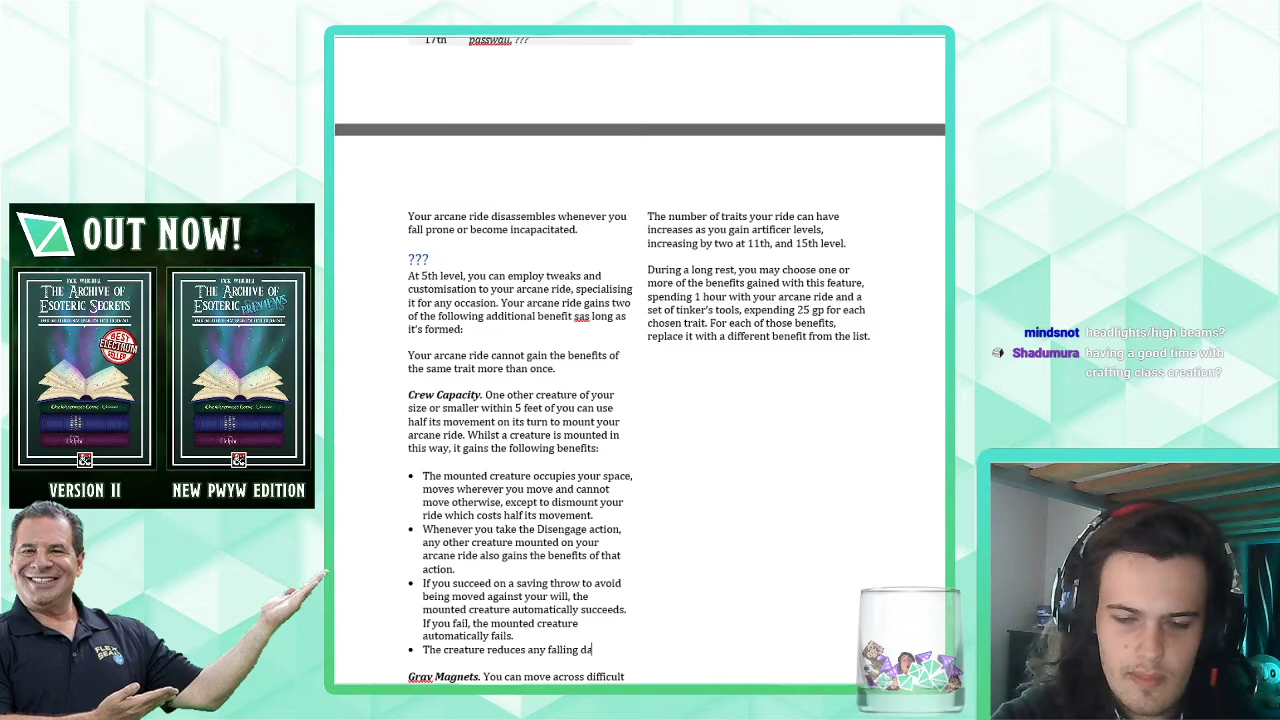 17th passwall, ???
Your arcane ride disassembles whenever you
fall prone or become incapacitated.
???
At 5th level, you can employ tweaks and
customisation to your arcane ride, specialising
it for any occasion. Your arcane ride gains two
of the following additional benefit sas long as
it's formed:
Your arcane ride cannot gain the benefits of
the same trait more than once.
Crew Capacity. One other creature of your
size or smaller within 5 feet of you can use
half its movement on its turn to mount your
arcane ride. Whilst a creature is mounted in
this way, it gains the following benefits:
• The mounted creature occupies your space,
moves wherever you move and cannot
move otherwise, except to dismount your
ride which costs half its movement.
• Whenever you take the Disengage action,
any other creature mounted on your
arcane ride also gains the benefits of that
action.
• If you succeed on a saving throw to avoid
being moved against your will, the
mounted creature automatically succeeds.
If you fail, the mounted creature
automatically fails.
• The creature reduces any falling da
Grav Magnets. You can move across difficult
The number of traits your ride can have
increases as you gain artificer levels,
increasing by two at 11th, and 15th level.
During a long rest, you may choose one or
more of the benefits gained with this feature,
spending 1 hour with your arcane ride and a
set of tinker's tools, expending 25 gp for each
chosen trait. For each of those benefits,
replace it with a different benefit from the list.
OUT NOW!
THE ARCHIVE OF
ESOTERIC SECRETS
BEST
ELECTRUM
SELLER
VERSION II
THE ARCHIVE OF
ESOTERIC PREVIEWS
NEW PWYW EDITION
mindsnot headlights/high beams?
Shadumura having a good time with
crafting class creation?